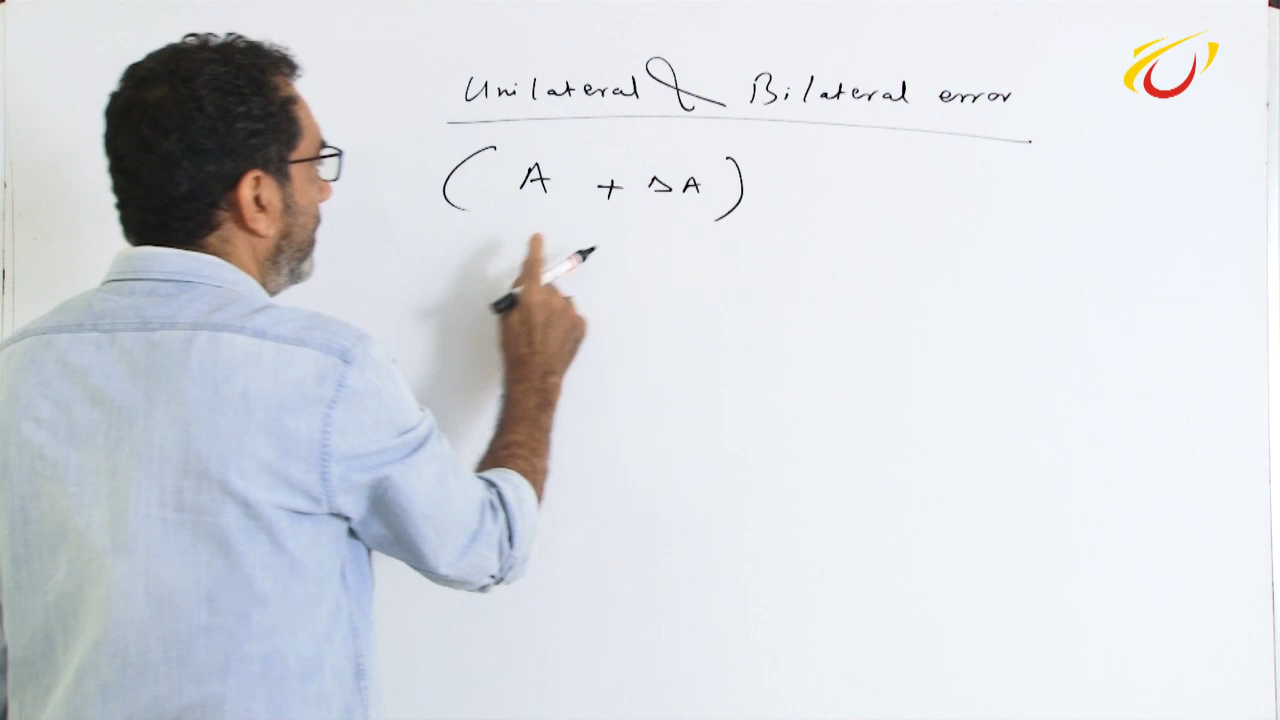 Unilateral & Bilateral error
( A + ΔA )